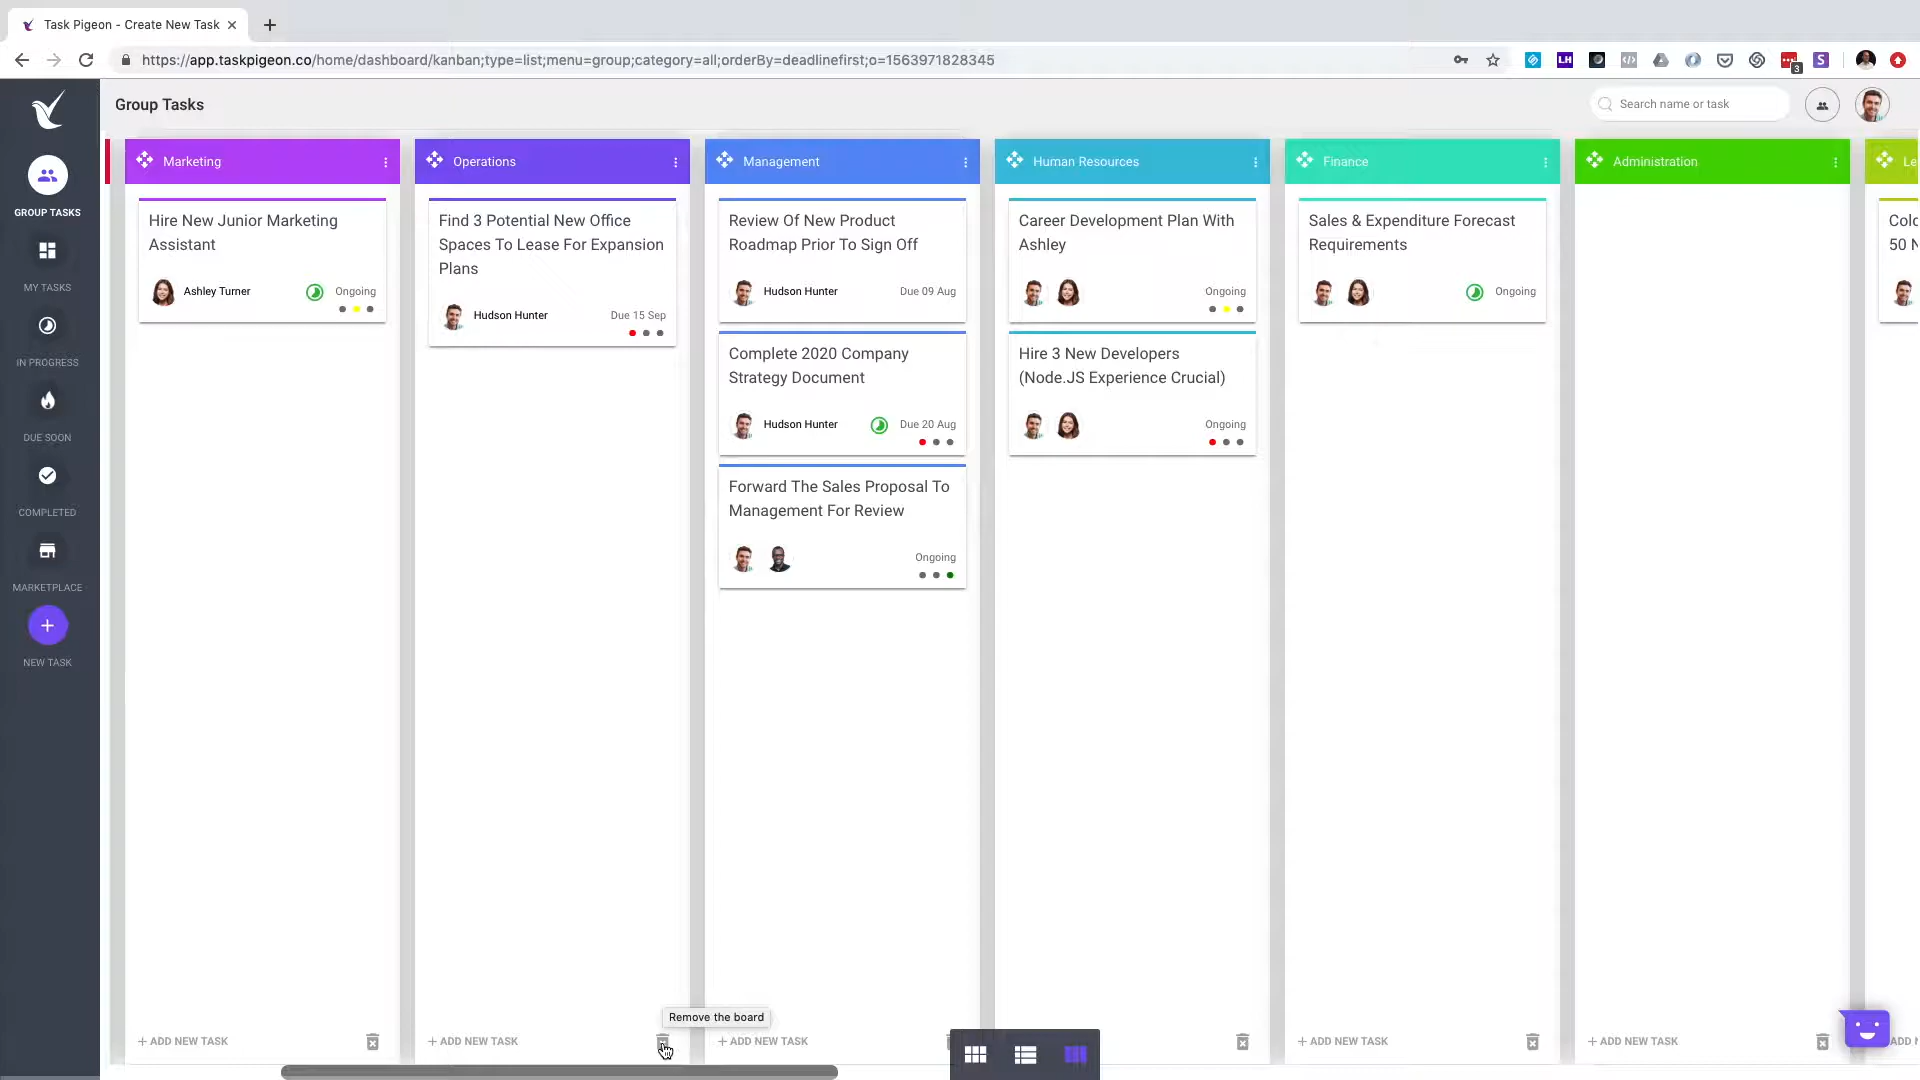 Task Pigeon - Create New Task
https://app.taskpigeon.co/home/dashboard/kanban;type=list;menu=group;category=all;orderBy=deadlinefirst;o=1563971828345
LH
3
S
Group Tasks
Search name or task
GROUP TASKS
MY TASKS
IN PROGRESS
DUE SOON
COMPLETED
MARKETPLACE
NEW TASK
Marketing
Hire New Junior Marketing
Assistant
Ashley Turner
Ongoing
+ ADD NEW TASK
Operations
Find 3 Potential New Office
Spaces To Lease For Expansion
Plans
Hudson Hunter
Due 15 Sep
+ ADD NEW TASK
Remove the board
Management
Review Of New Product
Roadmap Prior To Sign Off
Hudson Hunter
Due 09 Aug
Complete 2020 Company
Strategy Document
Hudson Hunter
Due 20 Aug
Forward The Sales Proposal To
Management For Review
Ongoing
+ ADD NEW TASK
Human Resources
Career Development Plan With
Ashley
Ongoing
Hire 3 New Developers
(Node.JS Experience Crucial)
Ongoing
Finance
Sales & Expenditure Forecast
Requirements
Ongoing
+ ADD NEW TASK
Administration
+ ADD NEW TASK
Le
Colc
50 N
ADD N